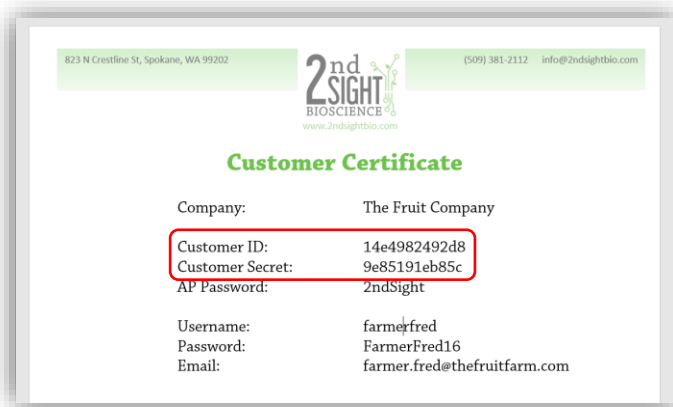 823 N Crestline St, Spokane, WA 99202
(509) 381-2112 info@2ndsightbio.com
2nd
SIGHT
BIOSCIENCE
www.2ndsightbio.com
Customer Certificate
Company: The Fruit Company
Customer ID: 14e4982492d8
Customer Secret: 9e85191eb85c
AP Password: 2ndSight
Username: farmerfred
Password: FarmerFred16
Email: farmer.fred@thefruitfarm.com